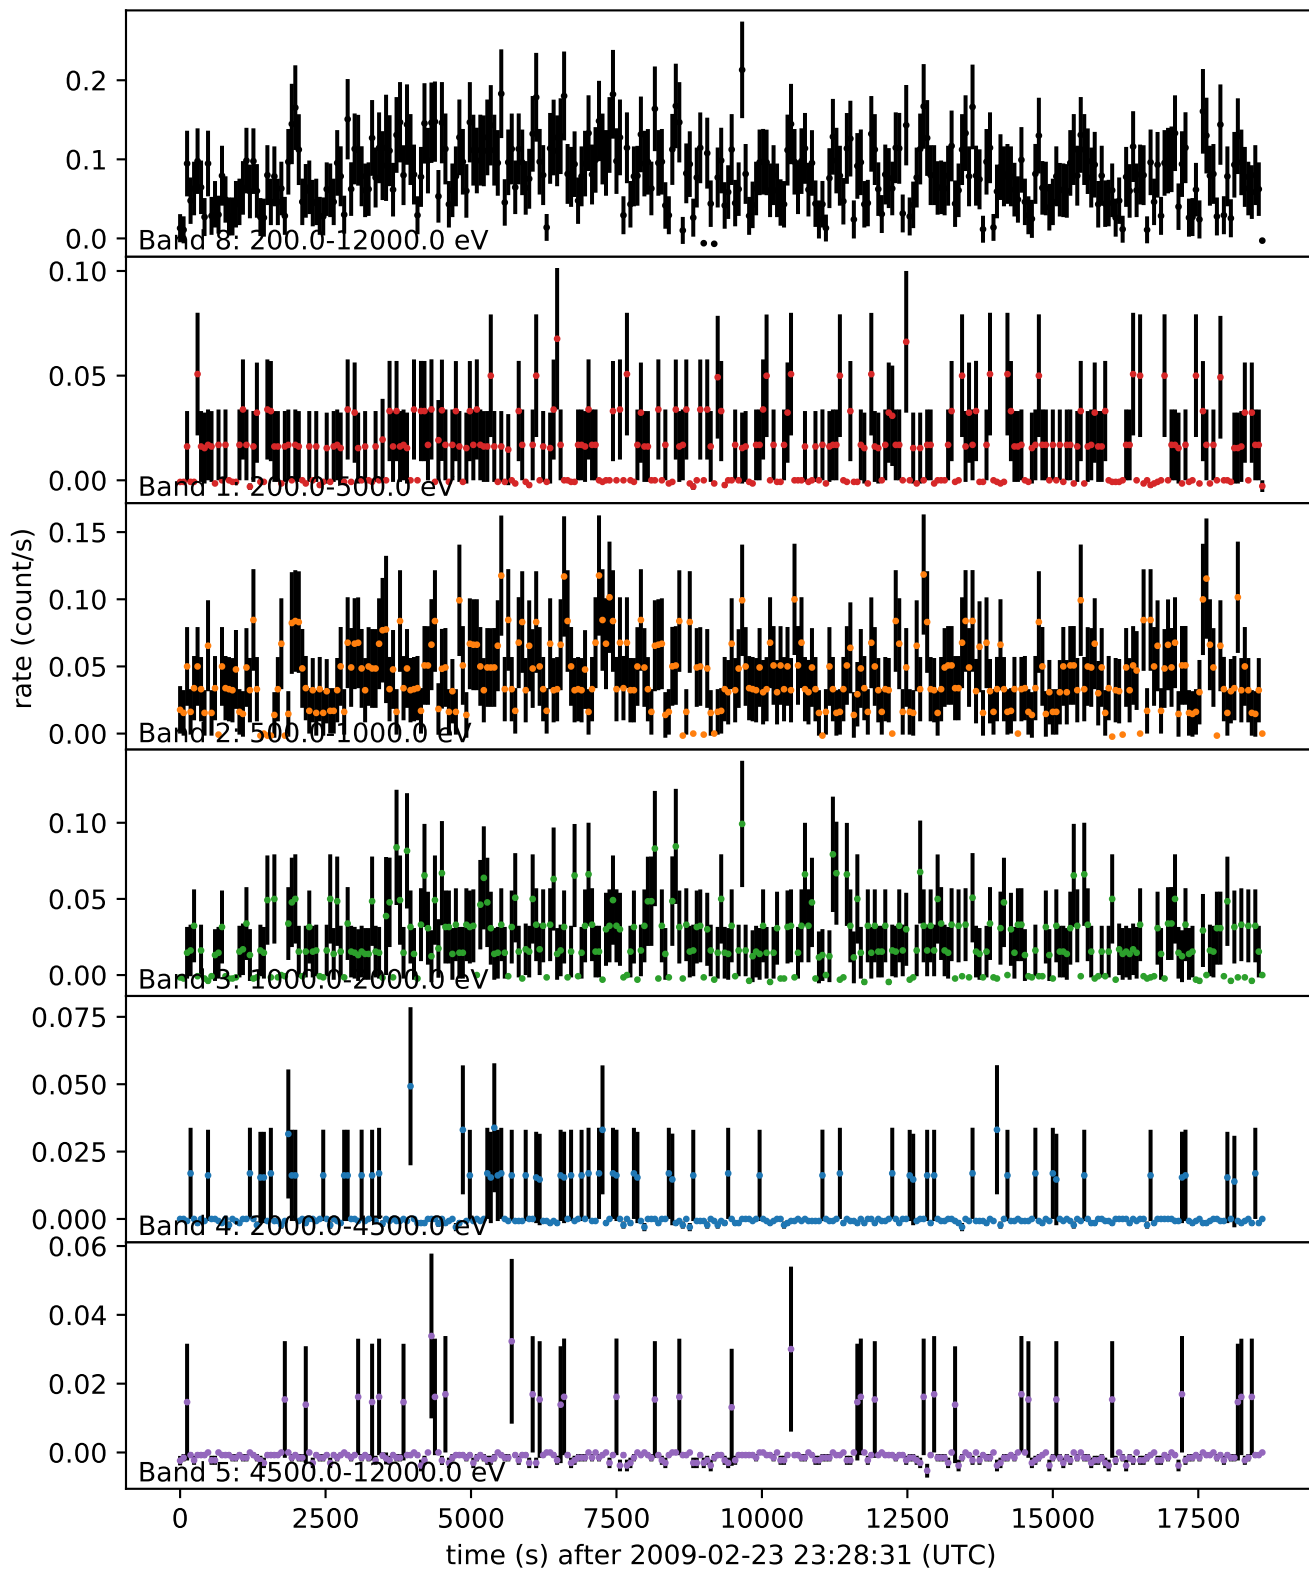 0.2
0.1
0.0
Band 8: 200.0-12000.0 eV
0.10
0.05
0.00
Band 1: 200.0-500.0 eV
0.15
0.10
0.05
0.00
Band 2: 500.0-1000.0 eV
rate (count/s)
0.10
0.05
0.00
Band 3: 1000.0-2000.0 eV
0.075
0.050
0.025
0.000
Band 4: 2000.0-4500.0 eV
0.06
0.04
0.02
0.00
Band 5: 4500.0-12000.0 eV
0 2500 5000 7500 10000 12500 15000 17500
time (s) after 2009-02-23 23:28:31 (UTC)